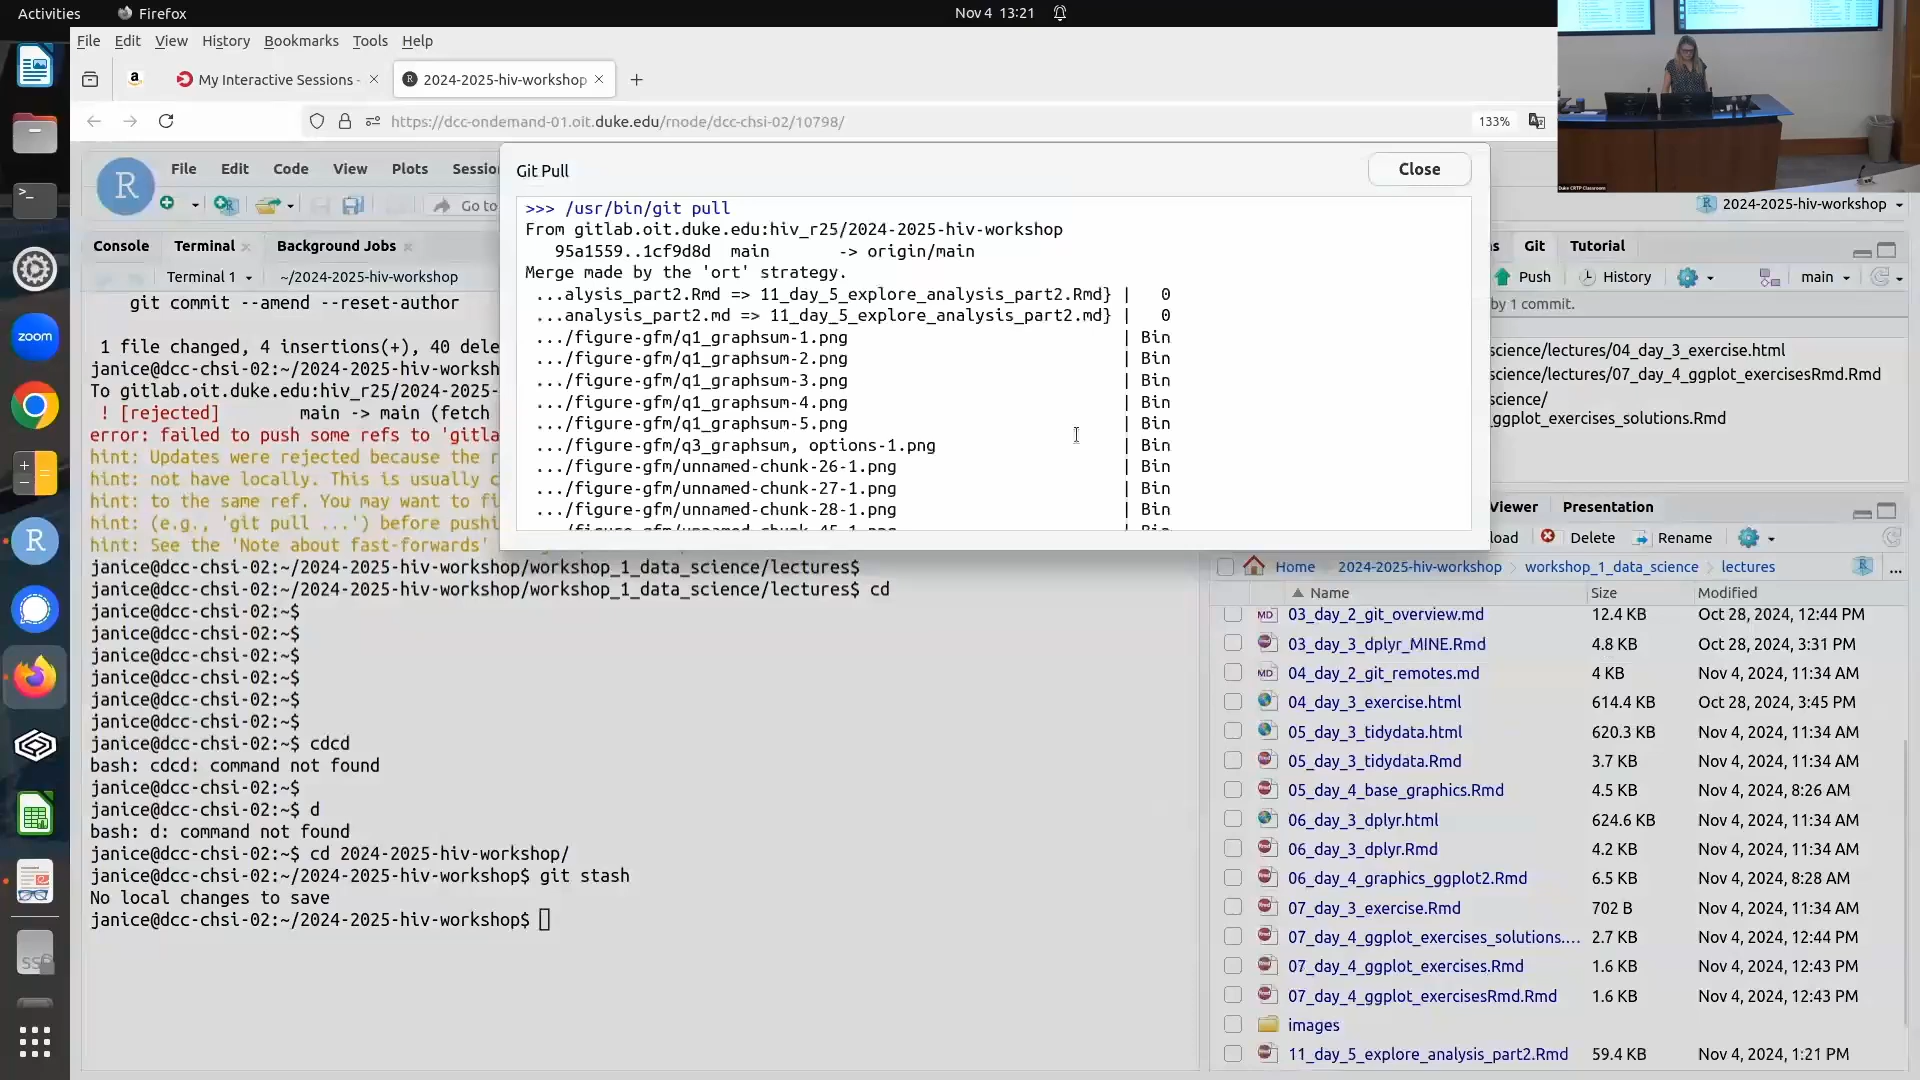 Activities
Firefox
Nov 4 13:21
File Edit View History Bookmarks Tools Help
My Interactive Sessions -
2024-2025-hiv-workshop
https://dcc-ondemand-01.oit.duke.edu/rnode/dcc-chsi-02/10798/
133%
Duke CRTP Classroom
File Edit Code View Plots Sessio
Go to
2024-2025-hiv-workshop
Git Pull
Close
>>> /usr/bin/git pull
From gitlab.oit.duke.edu:hiv_r25/2024-2025-hiv-workshop
95a1559..1cf9d8d main -> origin/main
Merge made by the 'ort' strategy.
...alysis_part2.Rmd => 11_day_5_explore_analysis_part2.Rmd} | 0
...analysis_part2.md => 11_day_5_explore_analysis_part2.md} | 0
.../figure-gfm/q1_graphsum-1.png | Bin
.../figure-gfm/q1_graphsum-2.png | Bin
.../figure-gfm/q1_graphsum-3.png | Bin
.../figure-gfm/q1_graphsum-4.png | Bin
.../figure-gfm/q1_graphsum-5.png | Bin
.../figure-gfm/q3_graphsum, options-1.png | Bin
.../figure-gfm/unnamed-chunk-26-1.png | Bin
.../figure-gfm/unnamed-chunk-27-1.png | Bin
.../figure-gfm/unnamed-chunk-28-1.png | Bin
.../figure-gfm/unnamed-chunk-45-1.png | Bin
Console Terminal Background Jobs
Terminal 1 ~/2024-2025-hiv-workshop
git commit --amend --reset-author
1 file changed, 4 insertions(+), 40 dele
janice@dcc-chsi-02:~/2024-2025-hiv-worksh
To gitlab.oit.duke.edu:hiv_r25/2024-2025-
! [rejected] main -> main (fetch
error: failed to push some refs to 'gitla
hint: Updates were rejected because the r
hint: not have locally. This is usually c
hint: to the same ref. You may want to fi
hint: (e.g., 'git pull ...') before pushi
hint: See the 'Note about fast-forwards'
janice@dcc-chsi-02:~/2024-2025-hiv-workshop/workshop_1_data_science/lectures$
janice@dcc-chsi-02:~/2024-2025-hiv-workshop/workshop_1_data_science/lectures$ cd
janice@dcc-chsi-02:~$
janice@dcc-chsi-02:~$
janice@dcc-chsi-02:~$
janice@dcc-chsi-02:~$
janice@dcc-chsi-02:~$
janice@dcc-chsi-02:~$
janice@dcc-chsi-02:~$ cdcd
bash: cdcd: command not found
janice@dcc-chsi-02:~$
janice@dcc-chsi-02:~$ d
bash: d: command not found
janice@dcc-chsi-02:~$ cd 2024-2025-hiv-workshop/
janice@dcc-chsi-02:~/2024-2025-hiv-workshop$ git stash
No local changes to save
janice@dcc-chsi-02:~/2024-2025-hiv-workshop$
ns Git Tutorial
Push History main
by 1 commit.
science/lectures/04_day_3_exercise.html
science/lectures/07_day_4_ggplot_exercisesRmd.Rmd
science/
ggplot_exercises_solutions.Rmd
Viewer Presentation
load Delete Rename
Home 2024-2025-hiv-workshop workshop_1_data_science lectures ...
Name Size Modified
03_day_2_git_overview.md 12.4 KB Oct 28, 2024, 12:44 PM
03_day_3_dplyr_MINE.Rmd 4.8 KB Oct 28, 2024, 3:31 PM
04_day_2_git_remotes.md 4 KB Nov 4, 2024, 11:34 AM
04_day_3_exercise.html 614.4 KB Oct 28, 2024, 3:45 PM
05_day_3_tidydata.html 620.3 KB Nov 4, 2024, 11:34 AM
05_day_3_tidydata.Rmd 3.7 KB Nov 4, 2024, 11:34 AM
05_day_4_base_graphics.Rmd 4.5 KB Nov 4, 2024, 8:26 AM
06_day_3_dplyr.html 624.6 KB Nov 4, 2024, 11:34 AM
06_day_3_dplyr.Rmd 4.2 KB Nov 4, 2024, 11:34 AM
06_day_4_graphics_ggplot2.Rmd 6.5 KB Nov 4, 2024, 8:28 AM
07_day_3_exercise.Rmd 702 B Nov 4, 2024, 11:34 AM
07_day_4_ggplot_exercises_solutions.... 2.7 KB Nov 4, 2024, 12:44 PM
07_day_4_ggplot_exercises.Rmd 1.6 KB Nov 4, 2024, 12:43 PM
07_day_4_ggplot_exercisesRmd.Rmd 1.6 KB Nov 4, 2024, 12:43 PM
images
11_day_5_explore_analysis_part2.Rmd 59.4 KB Nov 4, 2024, 1:21 PM
zoom